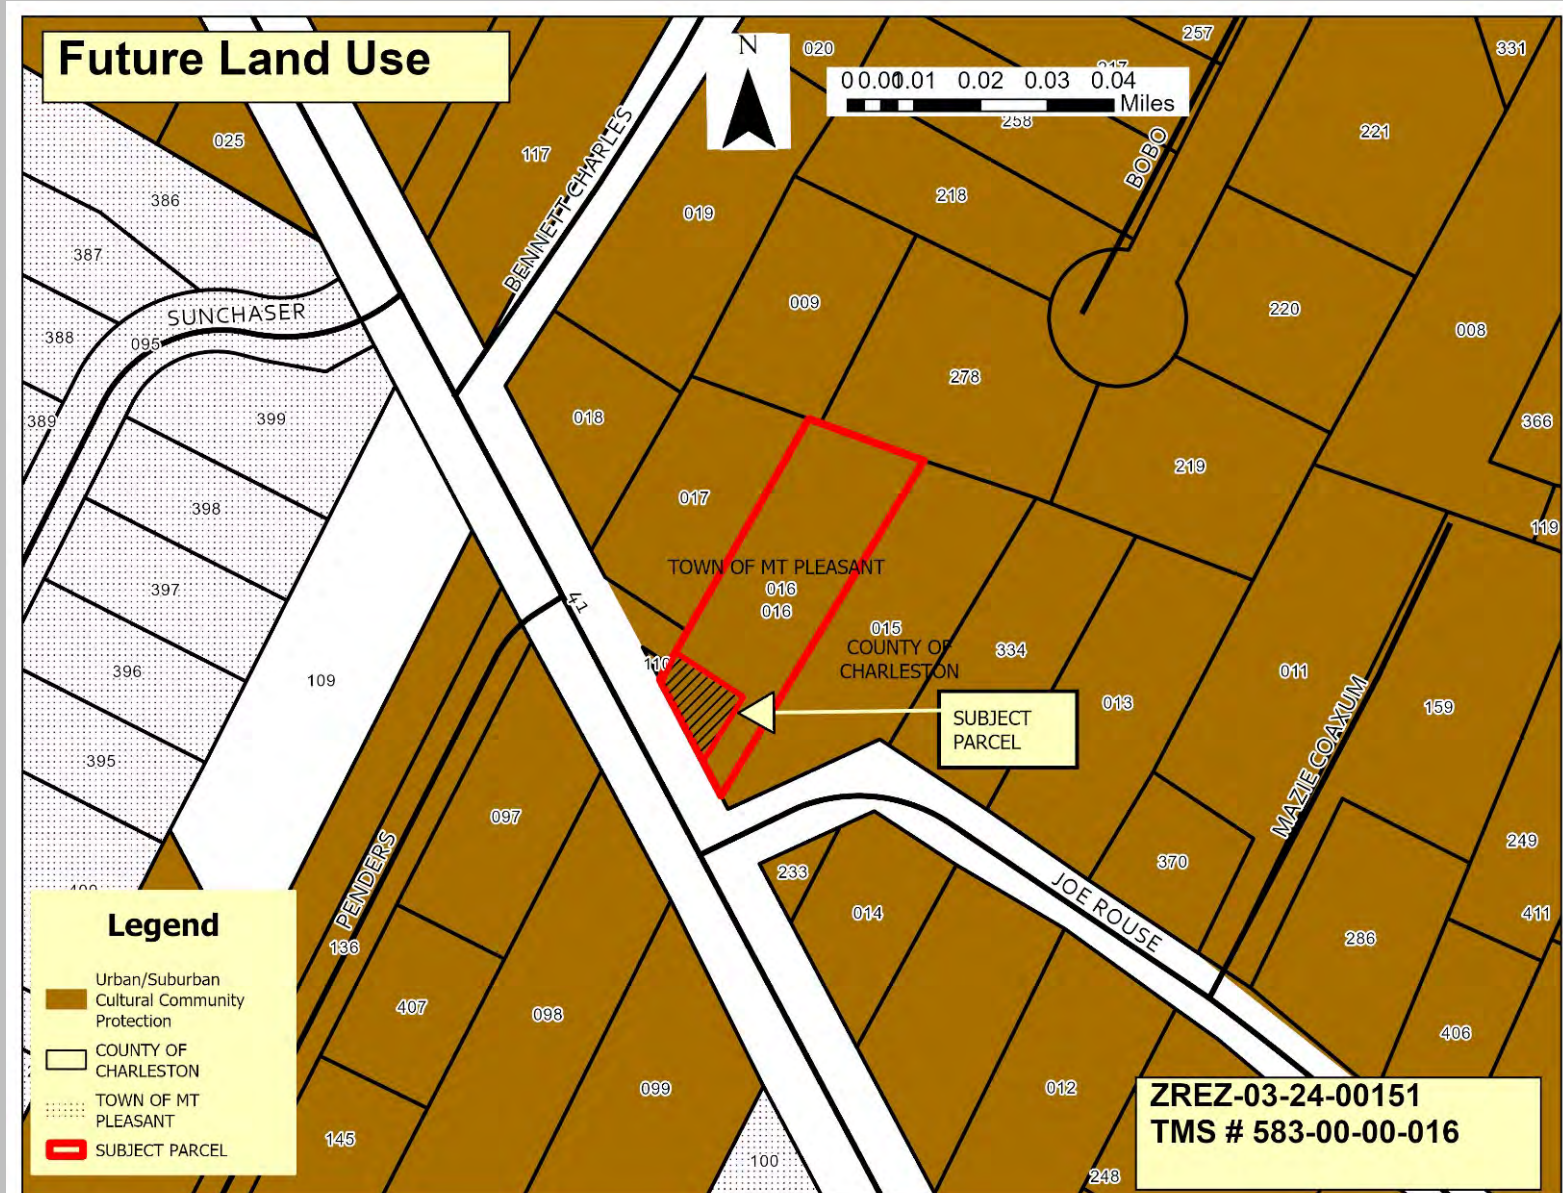 Future Land Use
N
0 0.001 0.01 0.02 0.03 0.04
Miles
020
257
217
258
331
221
025
117
BENNETT CHARLES
BOBO
386
019
218
387
SUNCHASER
009
220
008
388
095
278
389
399
018
366
219
398
017
119
TOWN OF MT PLEASANT
41
397
016
016
015
COUNTY OF
CHARLESTON
334
110
396
109
011
013
159
SUBJECT
PARCEL
MAZIE COAXUM
395
097
249
PENDERS
370
233
JOE ROUSE
014
411
286
136
407
098
406
099
012
145
100
248
Legend
Urban/Suburban
Cultural Community
Protection
COUNTY OF
CHARLESTON
TOWN OF MT
PLEASANT
SUBJECT PARCEL
ZREZ-03-24-00151
TMS # 583-00-00-016